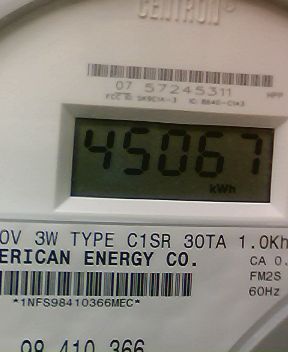 CENTRON
07 57245311
45067
kWh
0V 3W TYPE C1SR 30TA 1.0Kh
ERICAN ENERGY CO.
CA 0.
FM2S
60Hz
*1NFS98410366MEC*
98 410 366